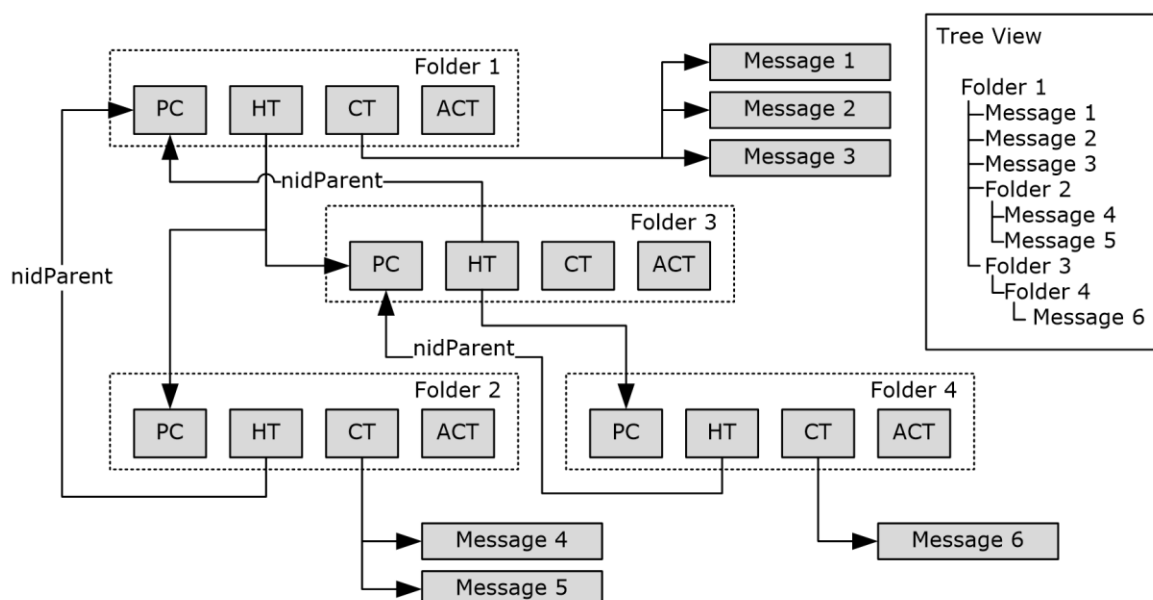 Folder 1
PC
HT
CT
ACT
Message 1
Message 2
Message 3
nidParent
Folder 3
PC
HT
CT
ACT
nidParent
nidParent
Folder 2
PC
HT
CT
ACT
Folder 4
PC
HT
CT
ACT
Message 4
Message 5
Message 6
Tree View
Folder 1
Message 1
Message 2
Message 3
Folder 2
Message 4
Message 5
Folder 3
Folder 4
Message 6